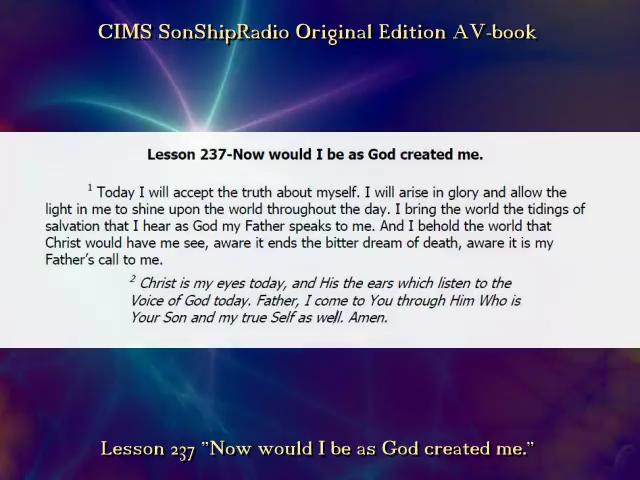 CIMS SonShipRadio Original Edition AV-book
Lesson 237-Now would I be as God created me.
1 Today I will accept the truth about myself. I will arise in glory and allow the
light in me to shine upon the world throughout the day. I bring the world the tidings of
salvation that I hear as God my Father speaks to me. And I behold the world that
Christ would have me see, aware it ends the bitter dream of death, aware it is my
Father's call to me.
2 Christ is my eyes today, and His the ears which listen to the
Voice of God today. Father, I come to You through Him Who is
Your Son and my true Self as well. Amen.
Lesson 237 "Now would I be as God created me."